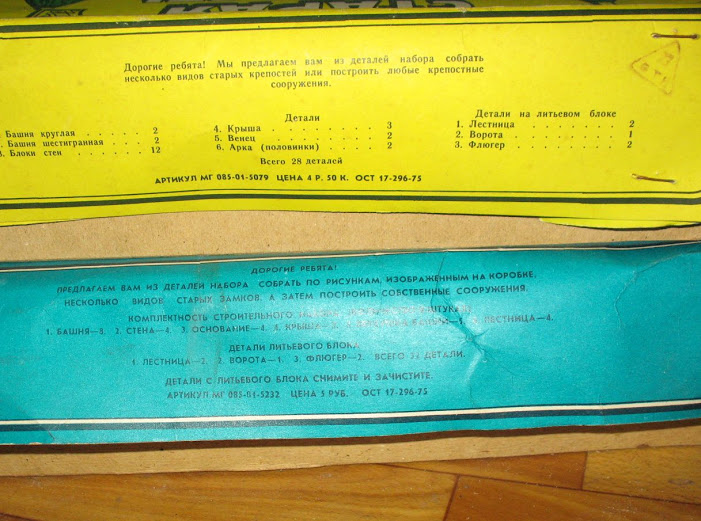 Дорогие ребята! Мы предлагаем вам из деталей набора собрать
несколько видов старых крепостей или построить любые крепостные
сооружения.
Детали
Башня круглая . . . . . 2
Башня шестигранная . . . 2
Блоки стен . . . . . . 12
4. Крыша . . . . . . . . 3
5. Венец . . . . . . . . 2
6. Арка (половинки) . . . . 2
Детали на литьевом блоке
1. Лестница . . . . . . . 2
2. Ворота . . . . . . . 1
3. Флюгер . . . . . . . 2
Всего 28 деталей
АРТИКУЛ МГ 085-01-5079 ЦЕНА 4 Р. 50 К. ОСТ 17-296-75
ДОРОГИЕ РЕБЯТА!
ПРЕДЛАГАЕМ ВАМ ИЗ ДЕТАЛЕЙ НАБОРА СОБРАТЬ ПО РИСУНКАМ, ИЗОБРАЖЕННЫМ НА КОРОБКЕ,
НЕСКОЛЬКО ВИДОВ СТАРЫХ ЗАМКОВ, А ЗАТЕМ ПОСТРОИТЬ СОБСТВЕННЫЕ СООРУЖЕНИЯ.
КОМПЛЕКТНОСТЬ СТРОИТЕЛЬНОГО
1. БАШНЯ—8. 2. СТЕНА—4. 3. ОСНОВАНИЕ—4. 4. КРЫША— ЛЕСТНИЦА—4.
ДЕТАЛИ ЛИТЬЕВОГО БЛОКА
1. ЛЕСТНИЦА—2. 2. ВОРОТА—1. 3. ФЛЮГЕР—2. ВСЕГО ДЕТАЛИ.
ДЕТАЛИ С ЛИТЬЕВОГО БЛОКА СНИМИТЕ И ЗАЧИСТИТЕ.
АРТИКУЛ МГ 085-01-5232 ЦЕНА 5 РУБ. ОСТ 17-296-75